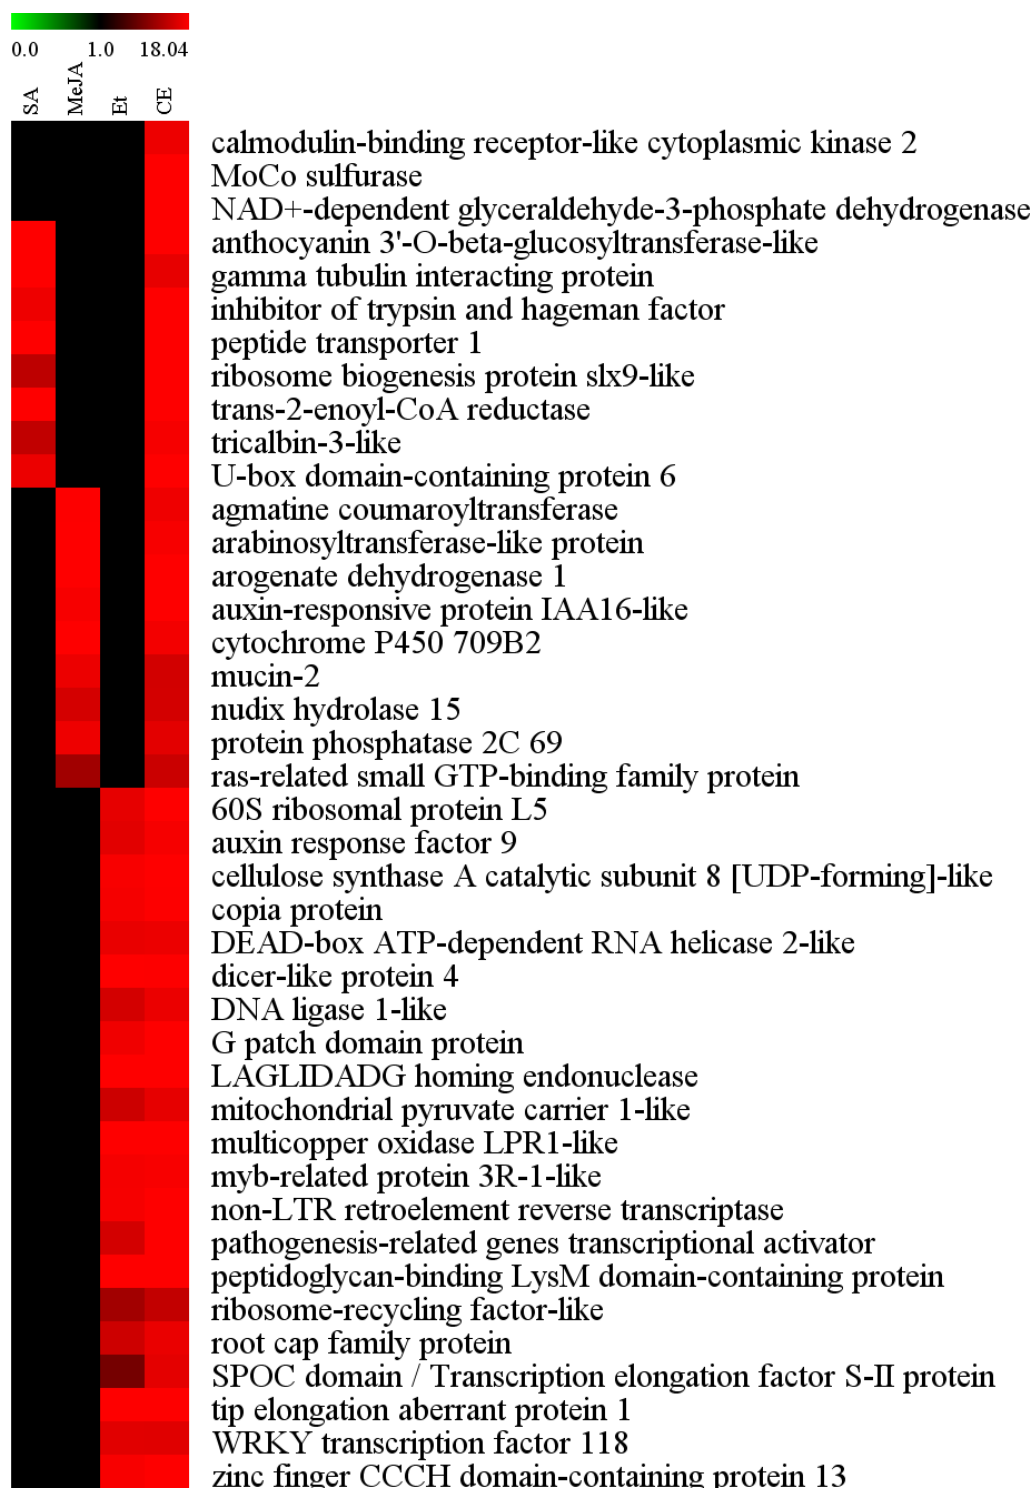 0.0 1.0 18.04
SA MeJA Et CE
calmodulin-binding receptor-like cytoplasmic kinase 2
MoCo sulfurase
NAD+-dependent glyceraldehyde-3-phosphate dehydrogenase
anthocyanin 3'-O-beta-glucosyltransferase-like
gamma tubulin interacting protein
inhibitor of trypsin and hageman factor
peptide transporter 1
ribosome biogenesis protein slx9-like
trans-2-enoyl-CoA reductase
tricalbin-3-like
U-box domain-containing protein 6
agmatine coumaroyltransferase
arabinosyltransferase-like protein
arogenate dehydrogenase 1
auxin-responsive protein IAA16-like
cytochrome P450 709B2
mucin-2
nudix hydrolase 15
protein phosphatase 2C 69
ras-related small GTP-binding family protein
60S ribosomal protein L5
auxin response factor 9
cellulose synthase A catalytic subunit 8 [UDP-forming]-like
copia protein
DEAD-box ATP-dependent RNA helicase 2-like
dicer-like protein 4
DNA ligase 1-like
G patch domain protein
LAGLIDADG homing endonuclease
mitochondrial pyruvate carrier 1-like
multicopper oxidase LPR1-like
myb-related protein 3R-1-like
non-LTR retroelement reverse transcriptase
pathogenesis-related genes transcriptional activator
peptidoglycan-binding LysM domain-containing protein
ribosome-recycling factor-like
root cap family protein
SPOC domain / Transcription elongation factor S-II protein
tip elongation aberrant protein 1
WRKY transcription factor 118
zinc finger CCCH domain-containing protein 13